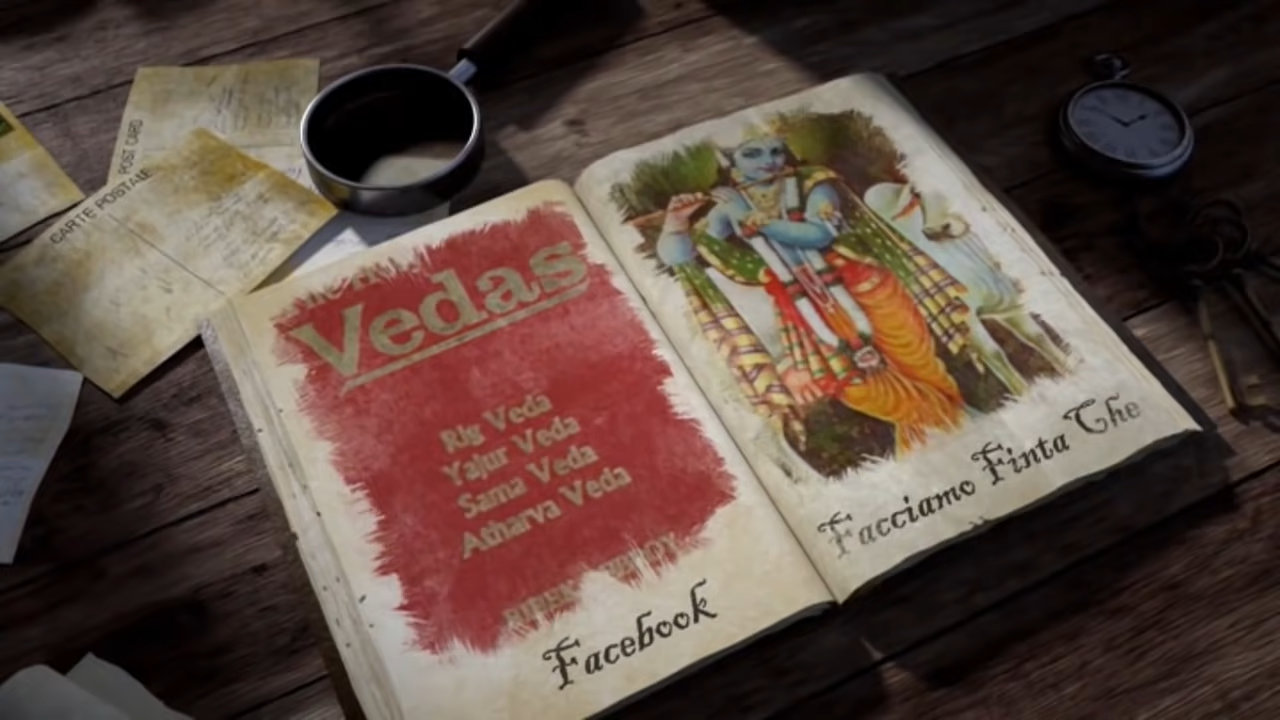 POST CARD
CARTE POSTALE
Vedas
Rig Veda
Yajur Veda
Sama Veda
Atharva Veda
Facebook
Facciamo Finta Che